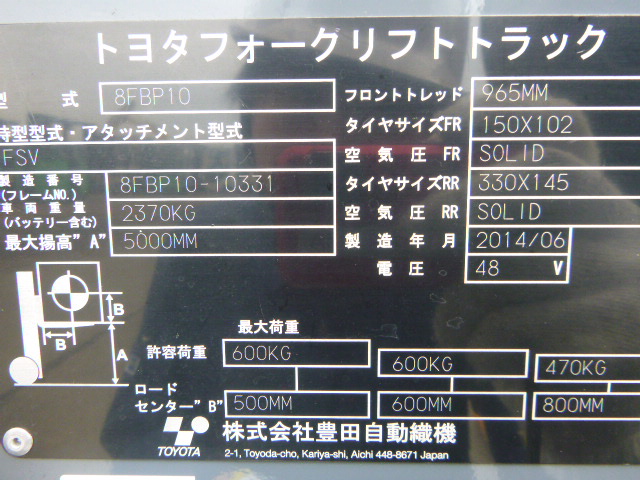 トヨタフォークリフトトラック
型 式 8FBP10 フロントトレッド 965MM
特型型式・アタッチメント型式 タイヤサイズFR 150X102
FSV 空気圧 FR SOLID
製造番号 (フレームNO.) 8FBP10-10331 タイヤサイズRR 330X145
車両重量 (バッテリー含む) 2370KG 空気圧 RR SOLID
最大揚高"A" 5000MM 製造年月 2014/06
電圧 48 V
B
B
A
最大荷重
許容荷重 600KG 600KG 470KG
ロード
センター"B" 500MM 600MM 800MM
TOYOTA 株式会社豊田自動織機
2-1, Toyoda-cho, Kariya-shi, Aichi 448-8671 Japan